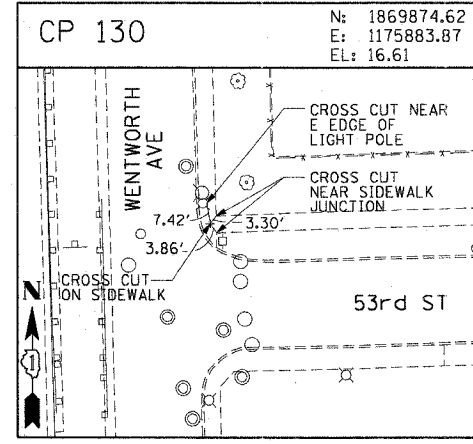 CP 130
N: 1869874.62
E: 1175883.87
EL: 16.61
WENTWORTH
AVE
CROSS CUT NEAR
E EDGE OF
LIGHT POLE
CROSS CUT
NEAR SIDEWALK
JUNCTION
7.42'
3.30'
3.86'
CROSS CUT
ON SIDEWALK
N
1
53rd ST